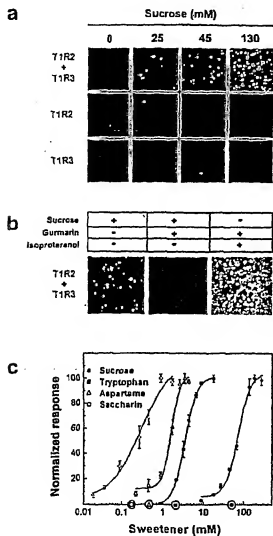 a
Sucrose (mM)
0 25 45 130
T1R2
+
T1R3
T1R2
T1R3
b
Sucrose + + -
Gurmarin - + +
Isoproteranol - - +
T1R2
+
T1R3
c
Sucrose
Tryptophan
Aspartame
Saccharin
Normalized response
100
80
60
40
20
0.01 0.1 1 10 100
Sweetener (mM)